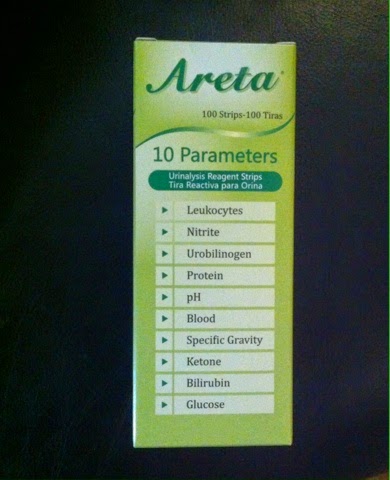 Areta®
100 Strips-100 Tiras
10 Parameters
Urinalysis Reagent Strips
Tira Reactiva para Orina
Leukocytes
Nitrite
Urobilinogen
Protein
pH
Blood
Specific Gravity
Ketone
Bilirubin
Glucose